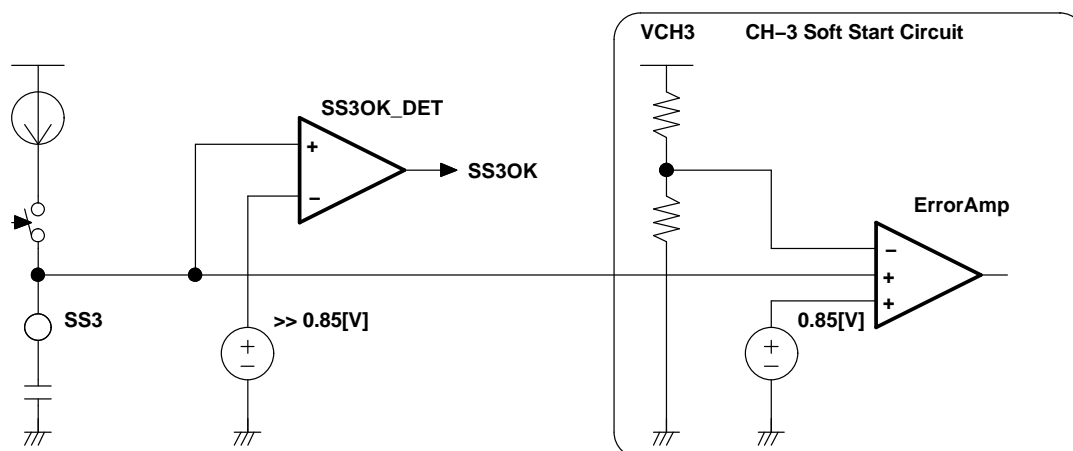 VCH3
CH–3 Soft Start Circuit
SS3OK_DET
+
–
SS3OK
ErrorAmp
–
+
+
SS3
+
–
>> 0.85[V]
0.85[V]
+
–